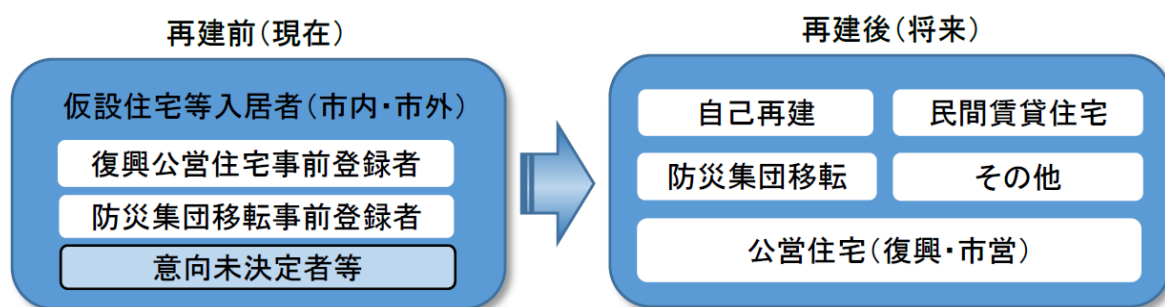 再建前(現在)
仮設住宅等入居者(市内・市外)
復興公営住宅事前登録者
防災集団移転事前登録者
意向未決定者等
再建後(将来)
自己再建
民間賃貸住宅
防災集団移転
その他
公営住宅(復興・市営)